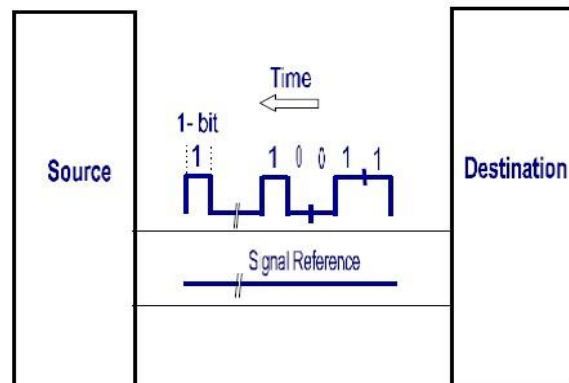 Time
1- bit
1 1 0 0 1 1
Source
Destination
Signal Reference